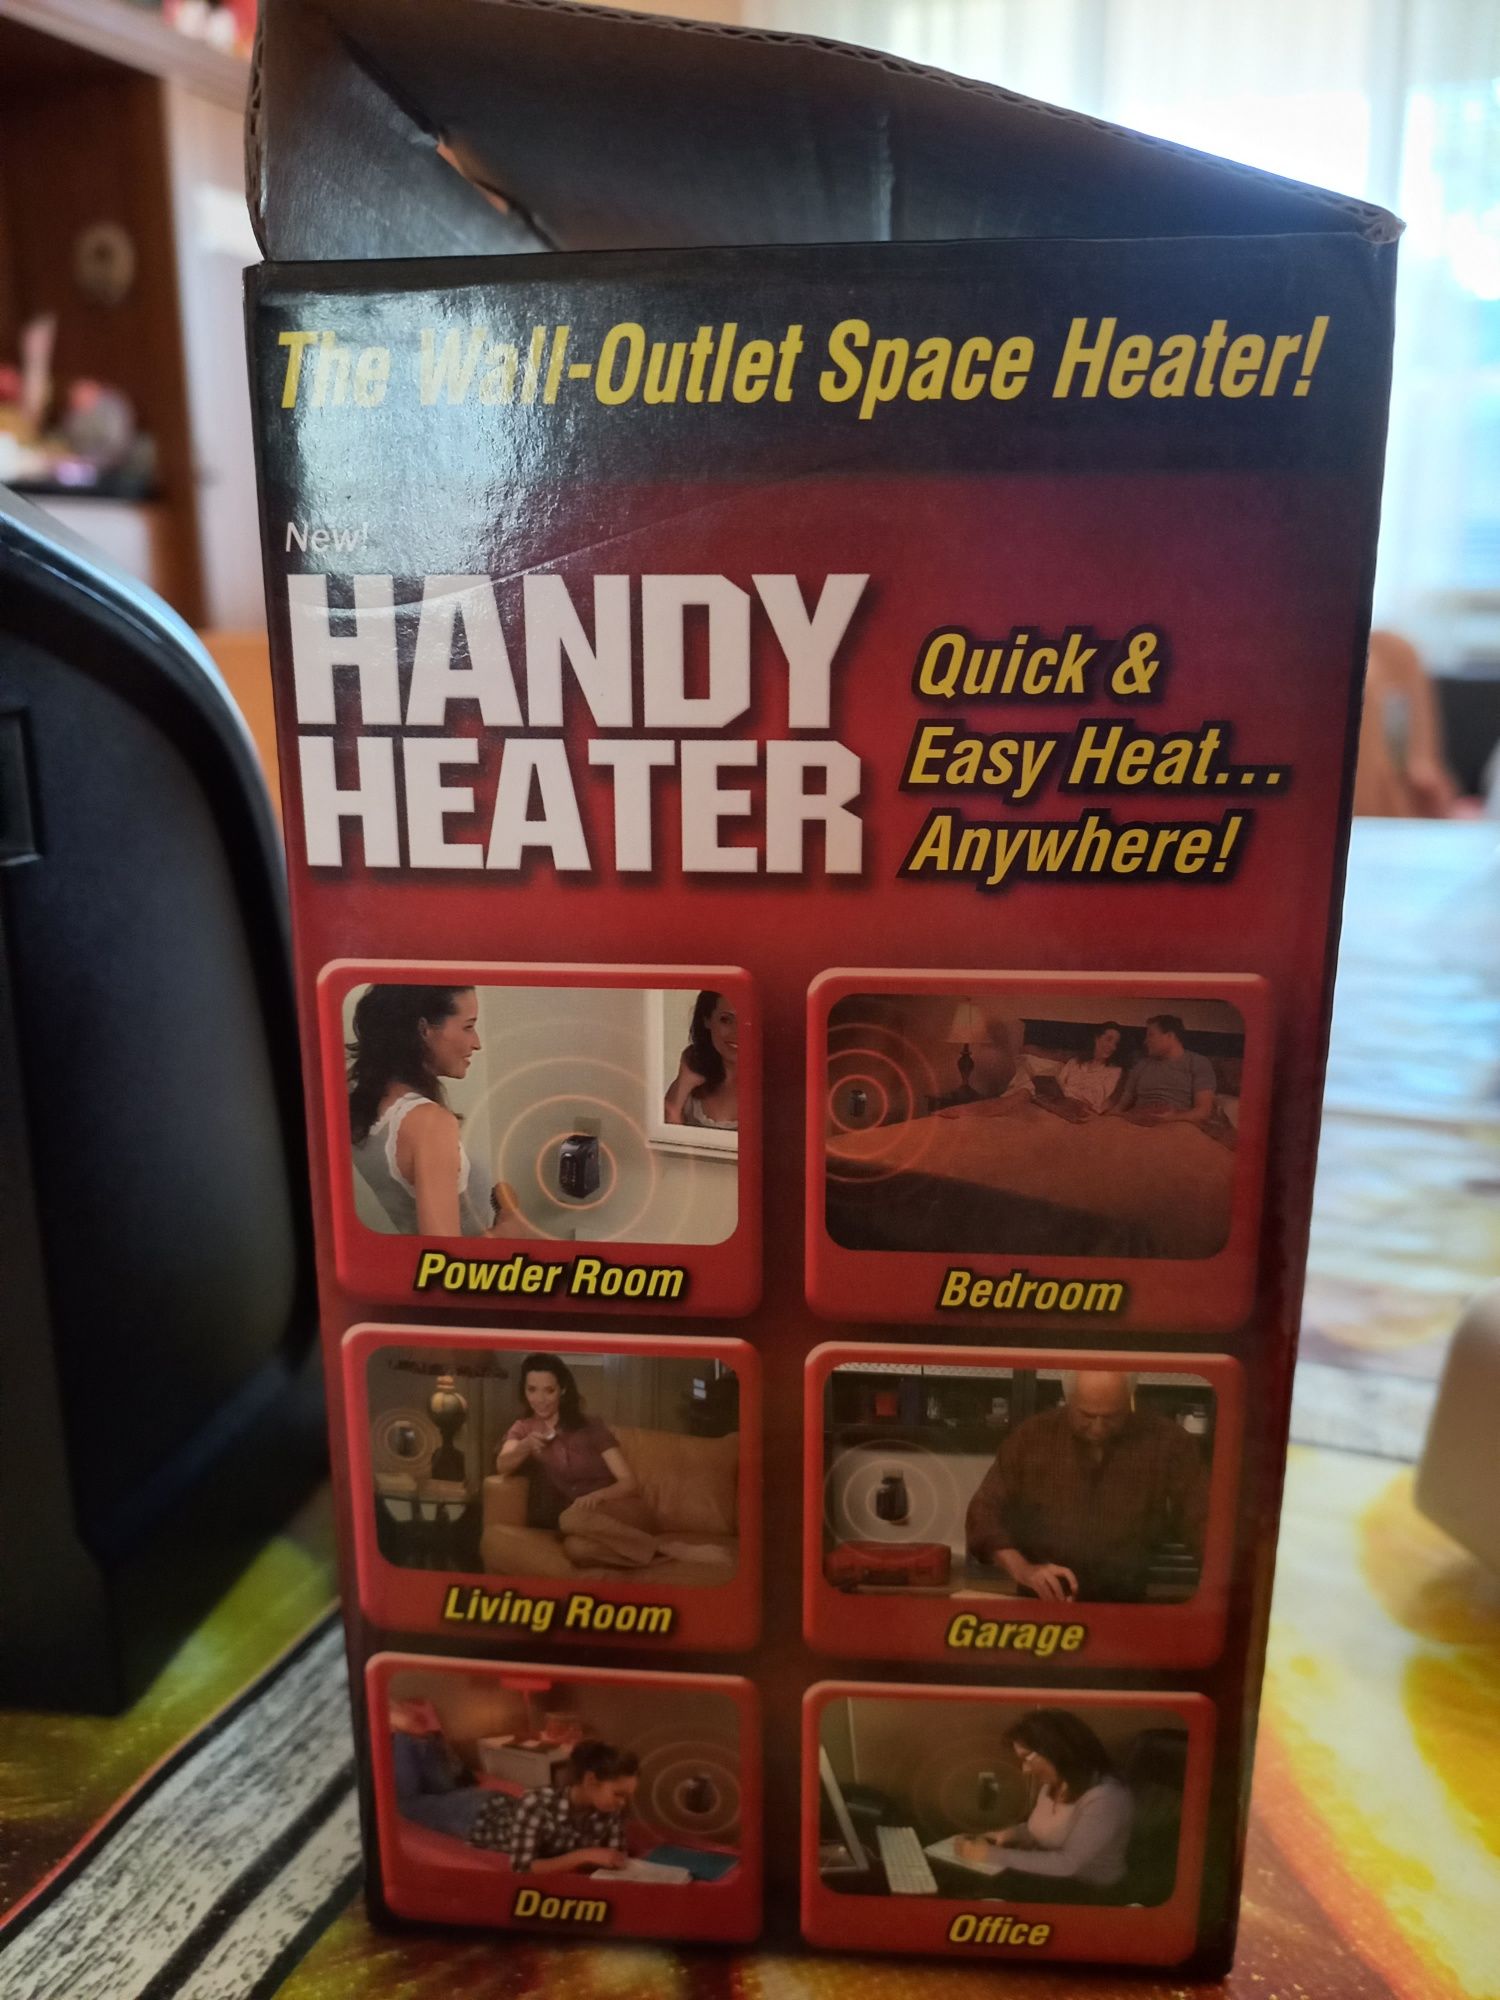 The Wall-Outlet Space Heater!
New!
HANDY
HEATER
Quick &
Easy Heat...
Anywhere!
Powder Room
Bedroom
Living Room
Garage
Dorm
Office